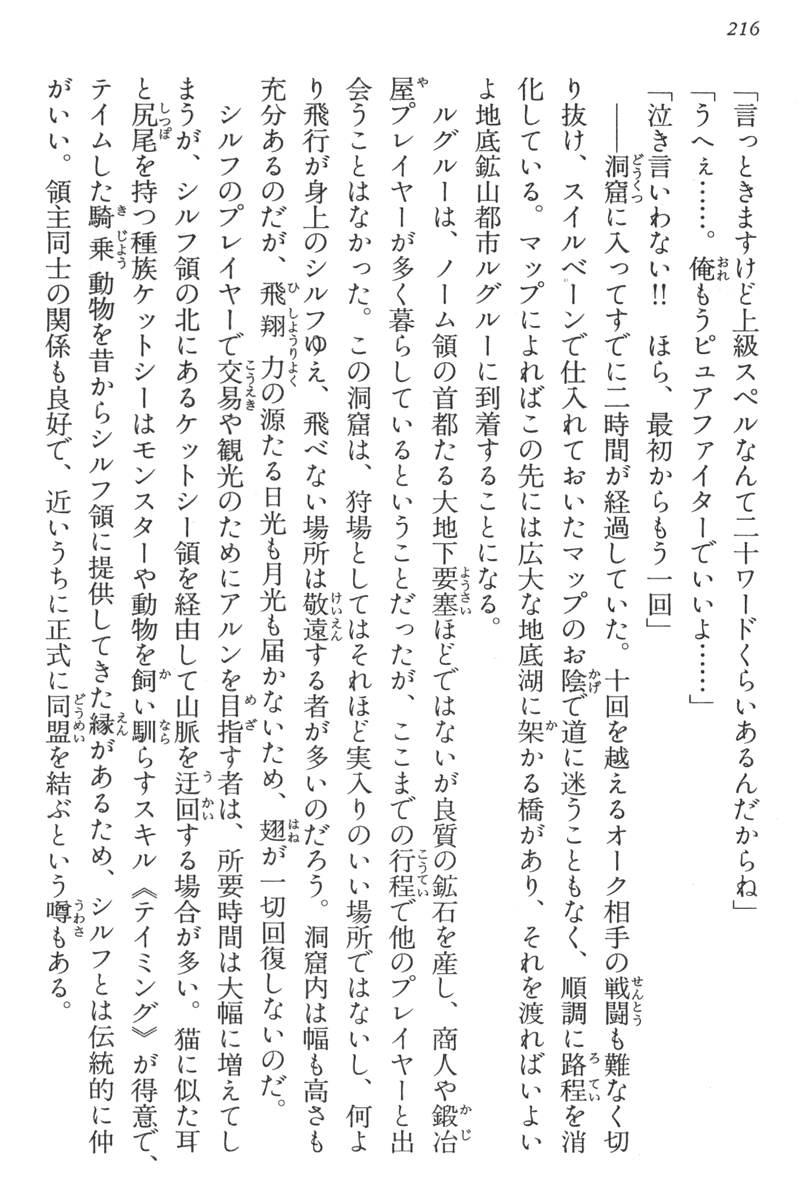 216
「言っときますけど上級スペルなんて二十ワードくらいあるんだからね」
「うへぇ……。俺もうピュアファイターでいいよ……」
「泣き言いわない!! ほら、最初からもう一回」
――洞窟に入ってすでに二時間が経過していた。十回を越えるオーク相手の戦闘も難なく切
り抜け、スイルベーンで仕入れておいたマップのお陰で道に迷うこともなく、順調に路程を消
化している。マップによればこの先には広大な地底湖に架かる橋があり、それを渡ればいよい
よ地底鉱山都市ルグルーに到着することになる。
ルグルーは、ノーム領の首都たる大地下要塞ほどではないが良質の鉱石を産し、商人や鍛冶
屋プレイヤーが多く暮らしているということだったが、ここまでの行程で他のプレイヤーと出
会うことはなかった。この洞窟は、狩場としてはそれほど実入りのいい場所ではないし、何よ
り飛行が身上のシルフゆえ、飛べない場所は敬遠する者が多いのだろう。洞窟内は幅も高さも
充分あるのだが、飛翔力の源たる日光も月光も届かないため、翅が一切回復しないのだ。
シルフのプレイヤーで交易や観光のためにアルンを目指す者は、所要時間は大幅に増えてし
まうが、シルフ領の北にあるケットシー領を経由して山脈を迂回する場合が多い。猫に似た耳
と尻尾を持つ種族ケットシーはモンスターや動物を飼い馴らすスキル《テイミング》が得意で、
テイムした騎乗動物を昔からシルフ領に提供してきた縁があるため、シルフとは伝統的に仲
がいい。領主同士の関係も良好で、近いうちに正式に同盟を結ぶという噂もある。